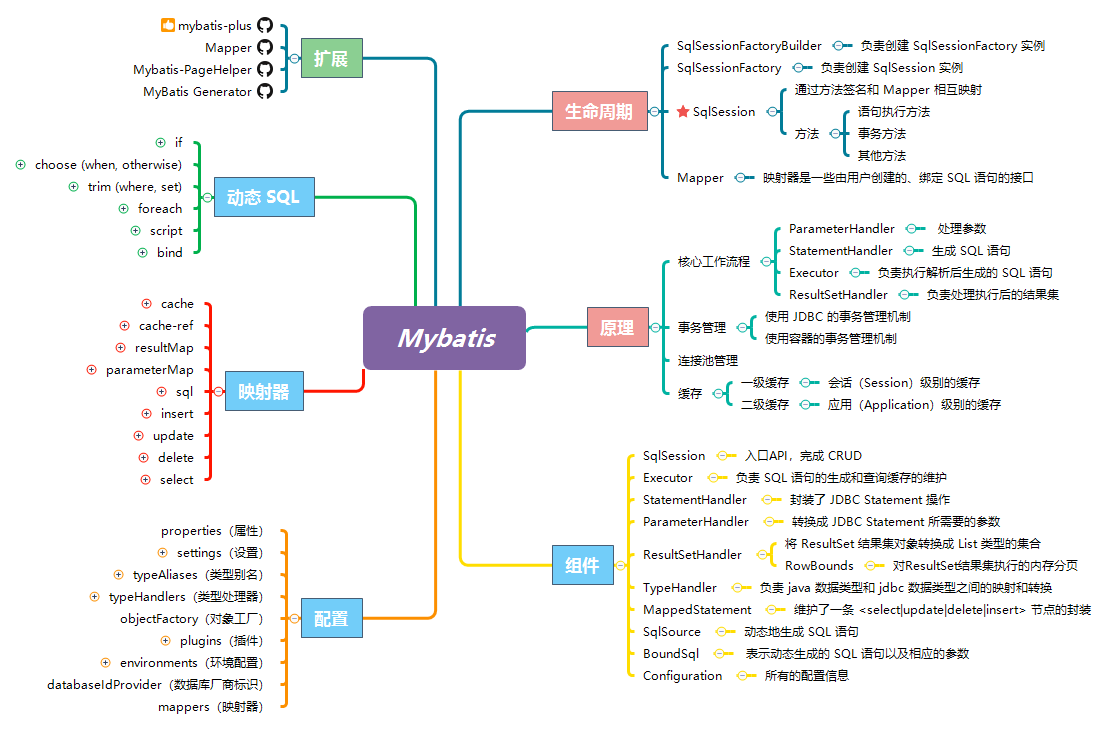 Mybatis
扩展
mybatis-plus
Mapper
Mybatis-PageHelper
MyBatis Generator
动态 SQL
if
choose (when, otherwise)
trim (where, set)
foreach
script
bind
映射器
cache
cache-ref
resultMap
parameterMap
sql
insert
update
delete
select
配置
properties（属性）
settings（设置）
typeAliases（类型别名）
typeHandlers（类型处理器）
objectFactory（对象工厂）
plugins（插件）
environments（环境配置）
databaseIdProvider（数据库厂商标识）
mappers（映射器）
生命周期
SqlSessionFactoryBuilder 负责创建 SqlSessionFactory 实例
SqlSessionFactory 负责创建 SqlSession 实例
SqlSession
通过方法签名和 Mapper 相互映射
方法
语句执行方法
事务方法
其他方法
Mapper 映射器是一些由用户创建的、绑定 SQL 语句的接口
原理
核心工作流程
ParameterHandler 处理参数
StatementHandler 生成 SQL 语句
Executor 负责执行解析后生成的 SQL 语句
ResultSetHandler 负责处理执行后的结果集
事务管理
使用 JDBC 的事务管理机制
使用容器的事务管理机制
连接池管理
缓存
一级缓存 会话（Session）级别的缓存
二级缓存 应用（Application）级别的缓存
组件
SqlSession 入口API，完成 CRUD
Executor 负责 SQL 语句的生成和查询缓存的维护
StatementHandler 封装了 JDBC Statement 操作
ParameterHandler 转换成 JDBC Statement 所需要的参数
ResultSetHandler
将 ResultSet 结果集对象转换成 List 类型的集合
RowBounds 对ResultSet结果集执行的内存分页
TypeHandler 负责 java 数据类型和 jdbc 数据类型之间的映射和转换
MappedStatement 维护了一条 <select|update|delete|insert> 节点的封装
SqlSource 动态地生成 SQL 语句
BoundSql 表示动态生成的 SQL 语句以及相应的参数
Configuration 所有的配置信息